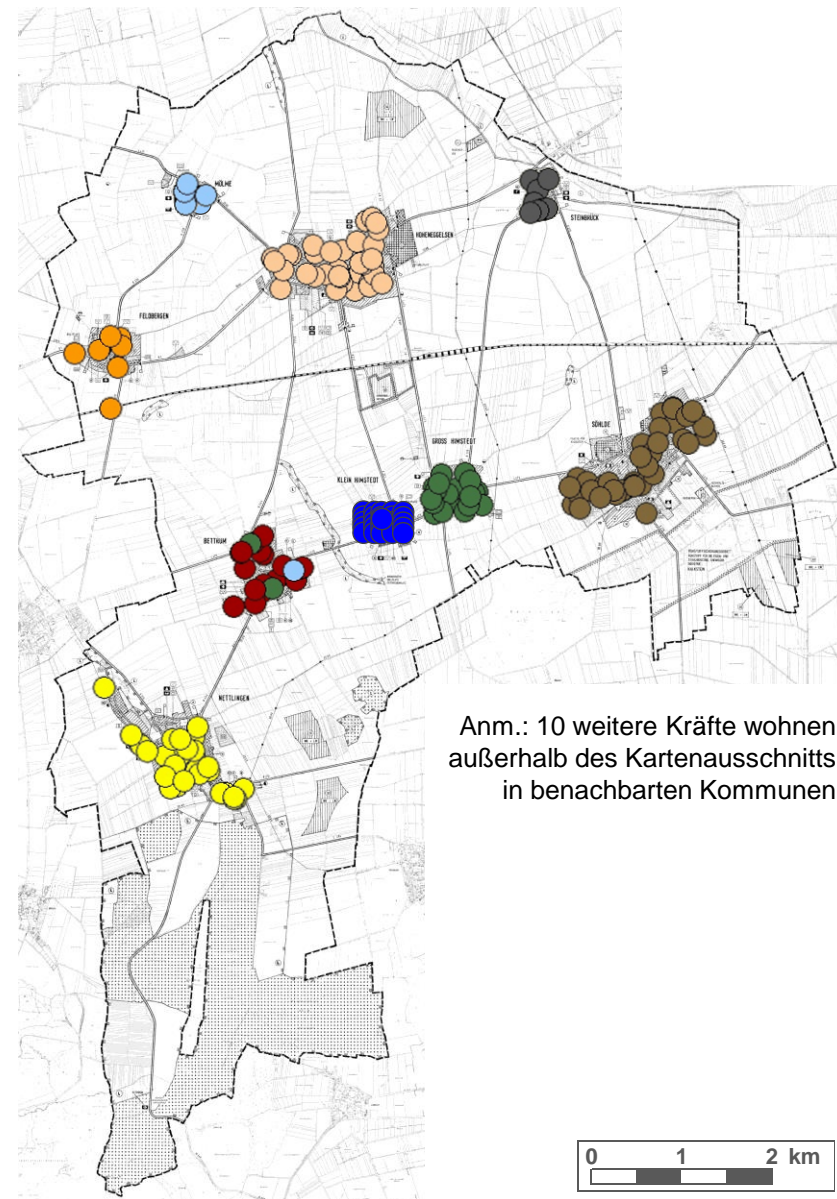 MÖLME
HOHENEGGELSEN
STEINBRÜCK
FELDBERGEN
SÖHLDE
GROSS HIMSTEDT
KLEIN HIMSTEDT
BETTRUM
NETTLINGEN
Anm.: 10 weitere Kräfte wohnen
außerhalb des Kartenausschnitts
in benachbarten Kommunen
0 1 2 km